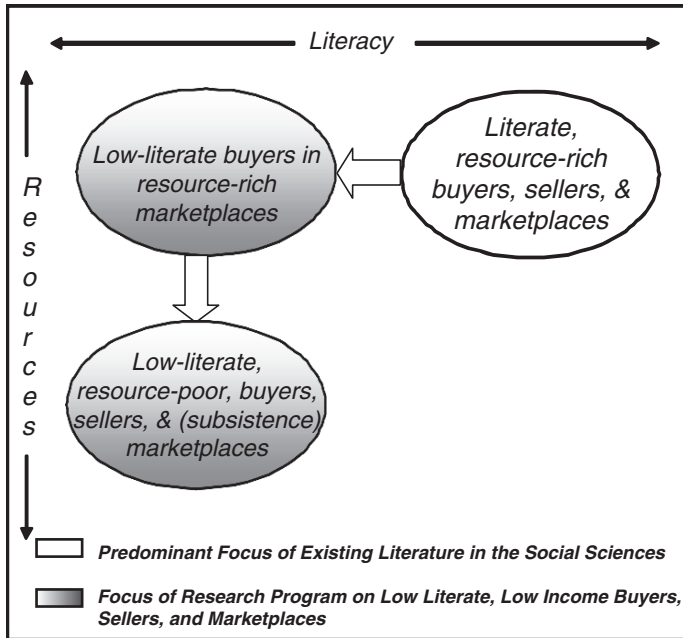 Literacy
Resources
Low-literate buyers in
resource-rich
marketplaces
Literate,
resource-rich
buyers, sellers, &
marketplaces
Low-literate,
resource-poor, buyers,
sellers, & (subsistence)
marketplaces
Predominant Focus of Existing Literature in the Social Sciences
Focus of Research Program on Low Literate, Low Income Buyers,
Sellers, and Marketplaces